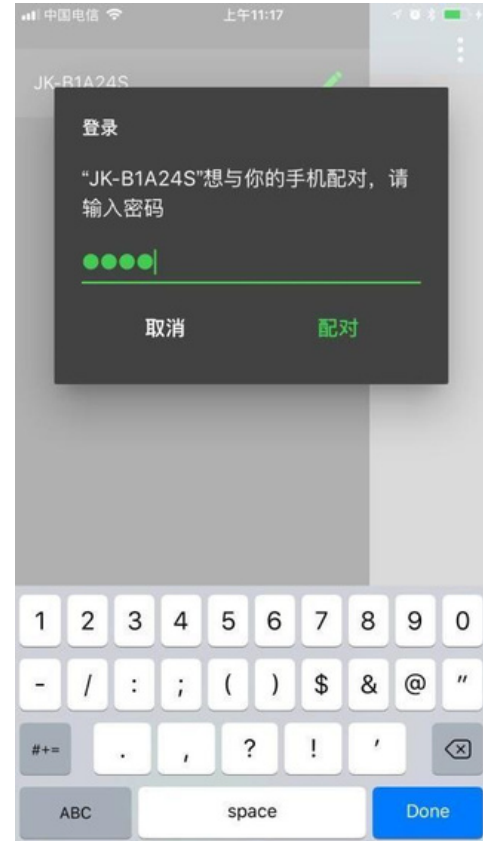 中国电信
上午11:17
JK-B1A24S
登录
“JK-B1A24S”想与你的手机配对，请
输入密码
●●●●
取消 配对
1 2 3 4 5 6 7 8 9 0
- / : ; ( ) $ & @ "
#+= . , ? ! '
ABC space Done